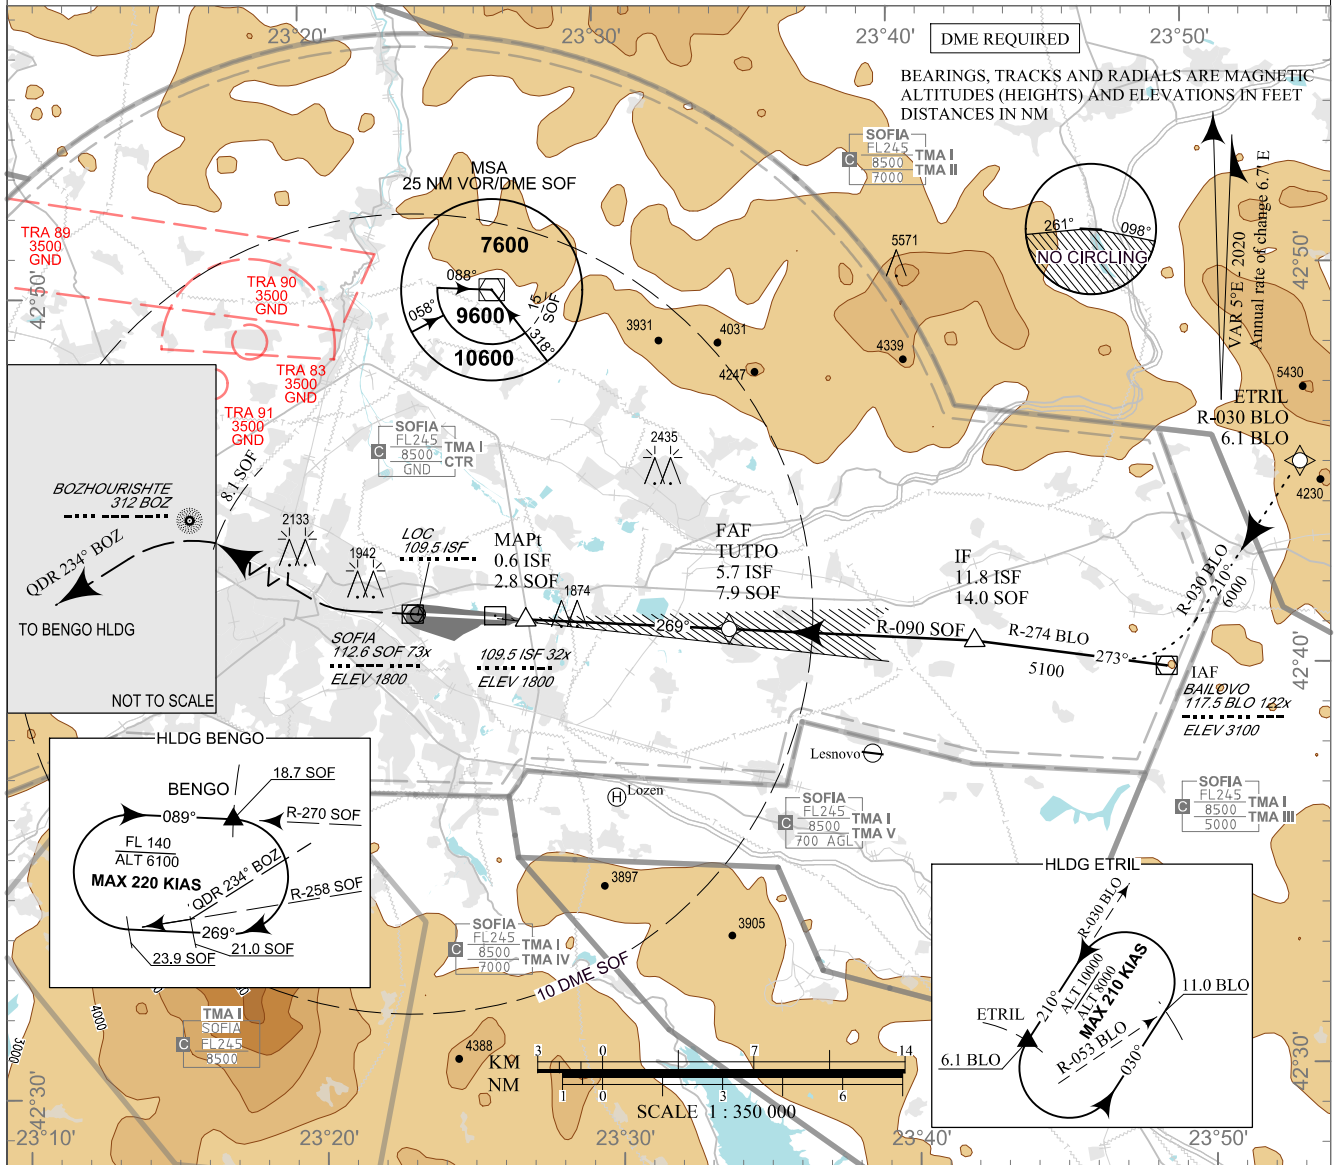 23°20'
23°30'
23°40'
23°50'
DME REQUIRED
BEARINGS, TRACKS AND RADIALS ARE MAGNETIC
ALTITUDES (HEIGHTS) AND ELEVATIONS IN FEET
DISTANCES IN NM
SOFIA
FL245
8500
7000
C
TMA I
TMA II
MSA
25 NM VOR/DME SOF
7600
088°
058°
9600
15
SOF
318°
10600
261°
098°
NO CIRCLING
VAR 5°E - 2020
Annual rate of change 6.7' E
42°50'
42°50'
TRA 89
3500
GND
TRA 90
3500
GND
TRA 83
3500
GND
TRA 91
3500
GND
5571
3931
4031
4247
4339
5430
ETRIL
R-030 BLO
6.1 BLO
4230
SOFIA
FL245
8500
GND
C
TMA I
CTR
2435
8.1 SOF
BOZHOURISHTE
312 BOZ
QDR 234° BOZ
TO BENGO HLDG
NOT TO SCALE
2133
1942
LOC
109.5 ISF
MAPt
0.6 ISF
2.8 SOF
1874
FAF
TUTPO
5.7 ISF
7.9 SOF
IF
11.8 ISF
14.0 SOF
R-030 BLO
210°
6000
269°
R-090 SOF
R-274 BLO
273°
5100
SOFIA
112.6 SOF 73x
ELEV 1800
109.5 ISF 32x
ELEV 1800
IAF
BAILOVO
117.5 BLO 122x
ELEV 3100
42°40'
Lesnovo
H
Lozen
SOFIA
FL245
8500
700 AGL
C
TMA I
TMA V
SOFIA
FL245
8500
5000
C
TMA I
TMA III
HLDG BENGO
BENGO
18.7 SOF
089°
R-270 SOF
FL 140
ALT 6100
MAX 220 KIAS
QDR 234° BOZ
R-258 SOF
269°
21.0 SOF
23.9 SOF
3897
3905
SOFIA
FL245
8500
7000
C
TMA I
TMA IV
10 DME SOF
HLDG ETRIL
R-030 BLO
210°
ALT 10000
ALT 8000
MAX 210 KIAS
R-053 BLO
030°
ETRIL
6.1 BLO
11.0 BLO
TMA I
SOFIA
FL245
8500
C
4000
3000
4388
KM
3
0
7
14
NM
1
0
3
6
SCALE 1 : 350 000
42°30'
42°30'
23°10'
23°20'
23°30'
23°40'
23°50'